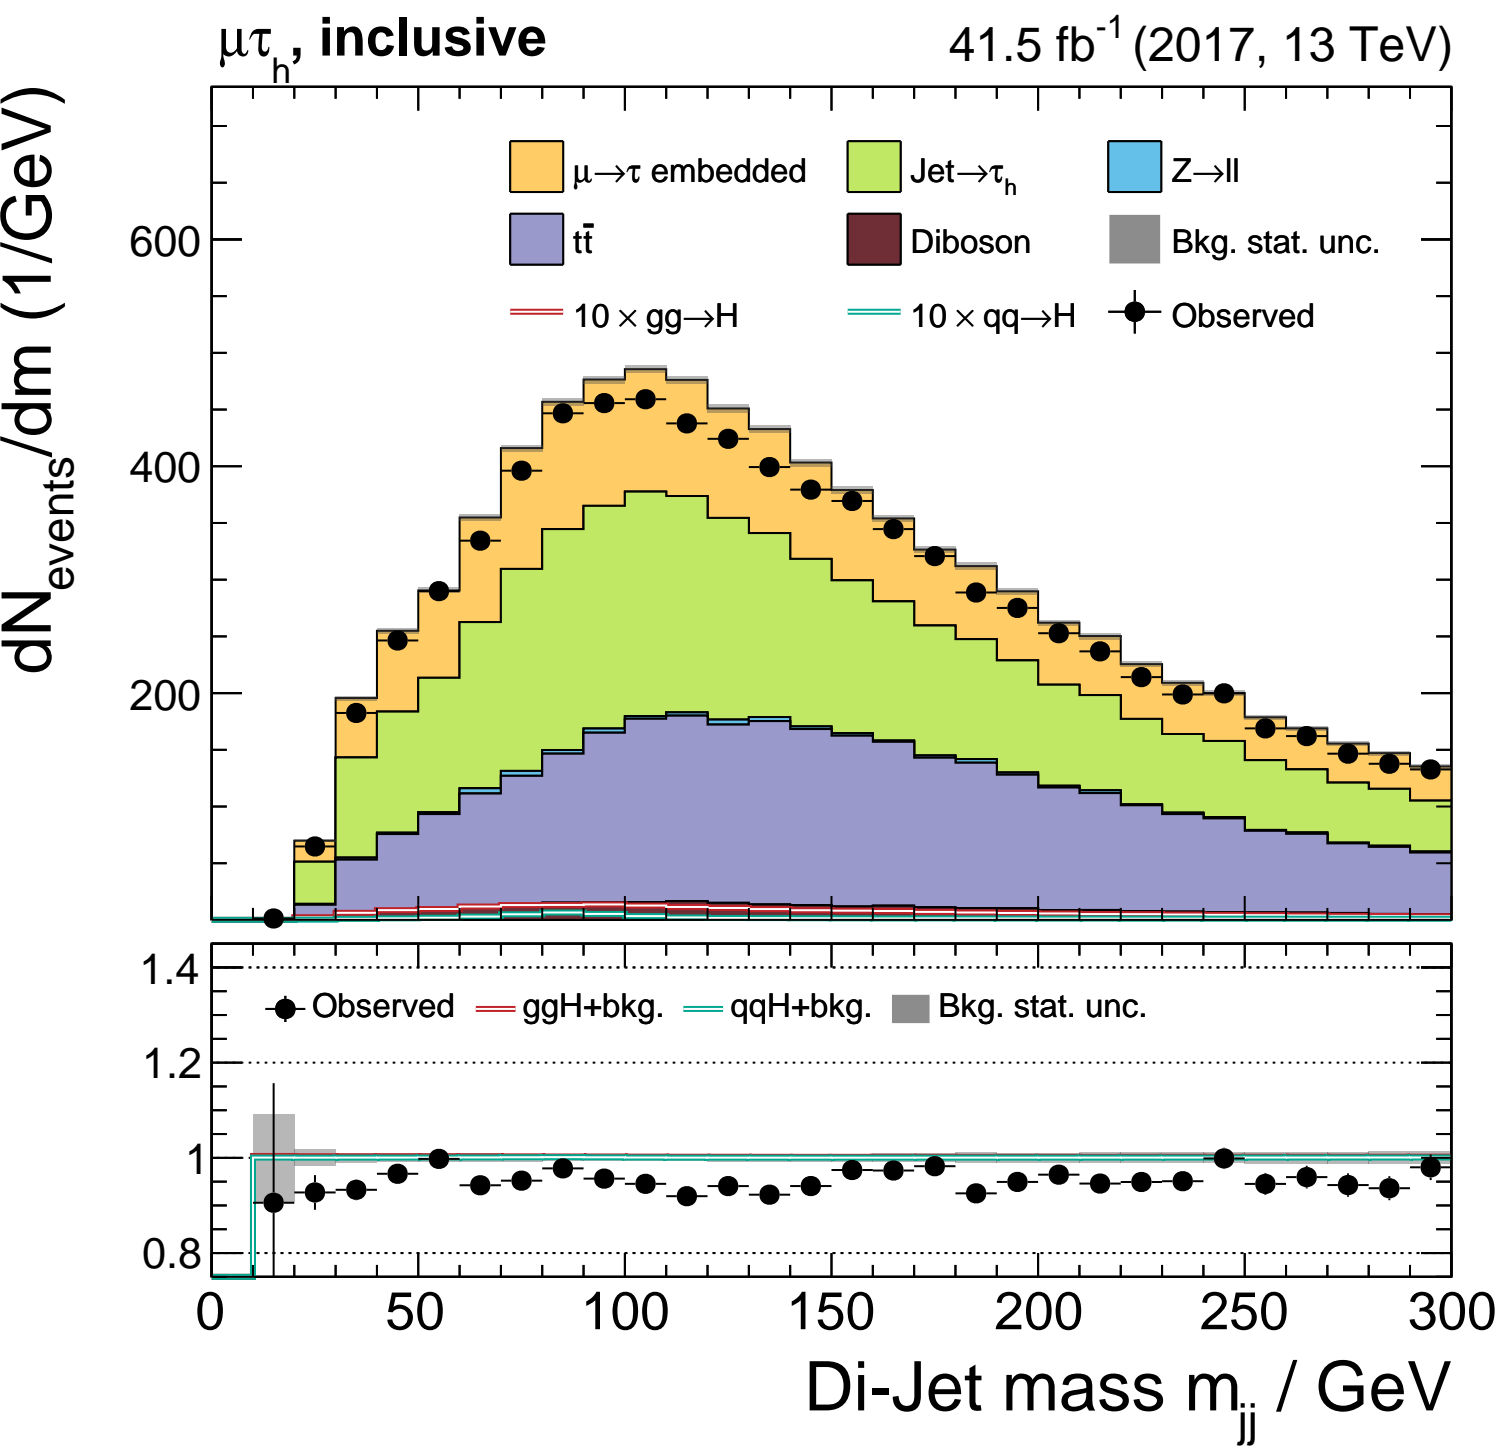 μτh, inclusive 41.5 fb-1 (2017, 13 TeV)
dNevents/dm (1/GeV)
μ→τ embedded Jet→τh Z→ll
tt̄ Diboson Bkg. stat. unc.
10 × gg→H 10 × qq→H Observed
600
400
200
1.4
Observed ggH+bkg. qqH+bkg. Bkg. stat. unc.
1.2
1
0.8
0 50 100 150 200 250 300
Di-Jet mass mjj / GeV